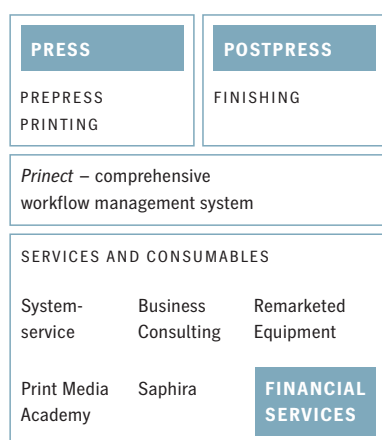 PRESS
POSTPRESS
PREPRESS
PRINTING
FINISHING
Prinect – comprehensive
workflow management system
SERVICES AND CONSUMABLES
System-
service
Business
Consulting
Remarketed
Equipment
Print Media
Academy
Saphira
FINANCIAL
SERVICES